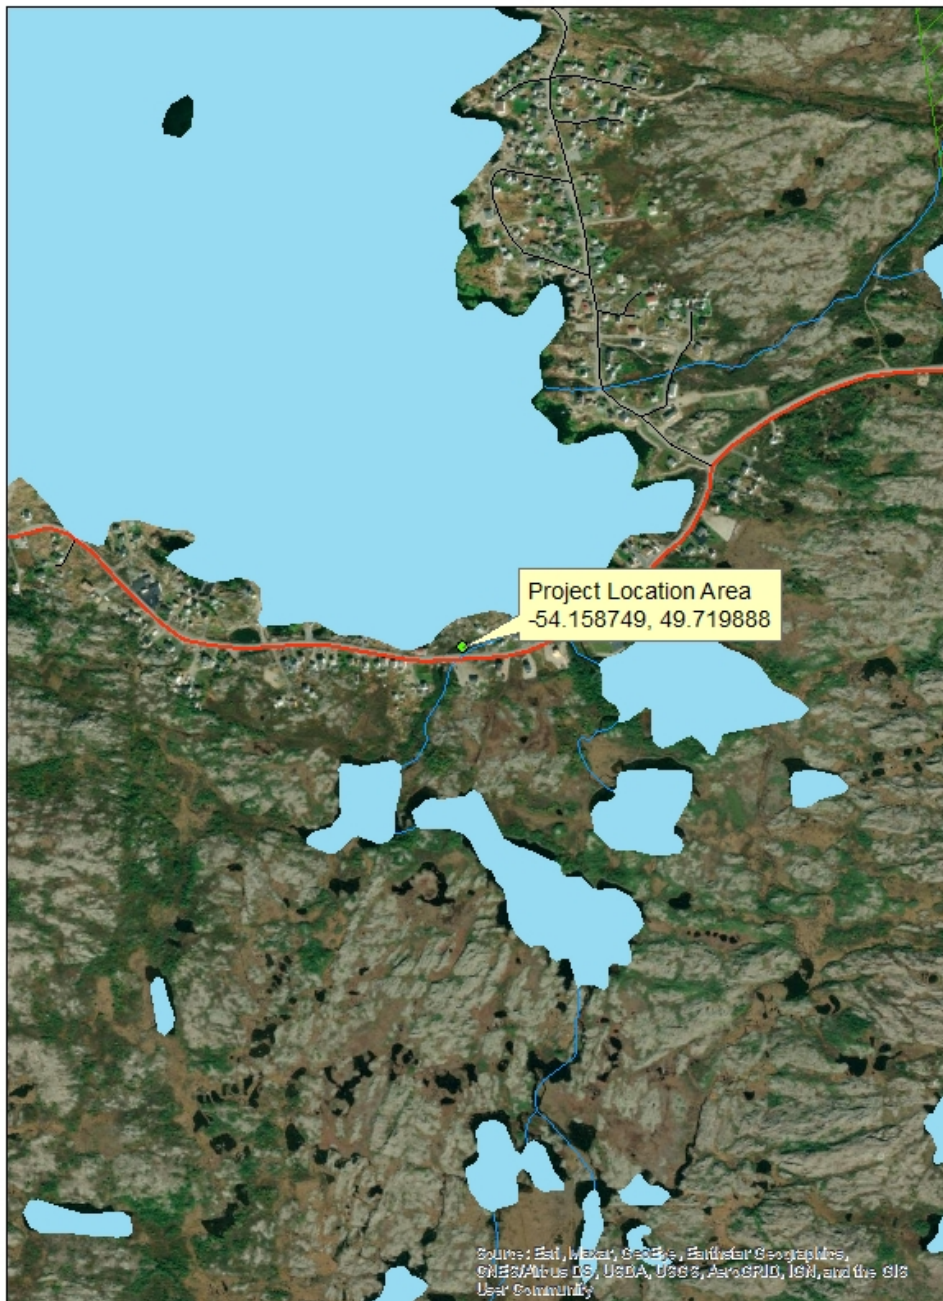 Project Location Area
-54.158749, 49.719888
Source: Esri, Maxar, GeoEye, Earthstar Geographics,
CNES/Airbus DS, USDA, USGS, AeroGRID, IGN, and the GIS
User Community